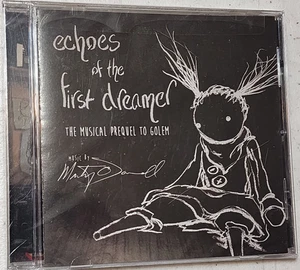 echoes
of the
first dreamer
THE MUSICAL PREQUEL TO GOLEM
MUSIC BY